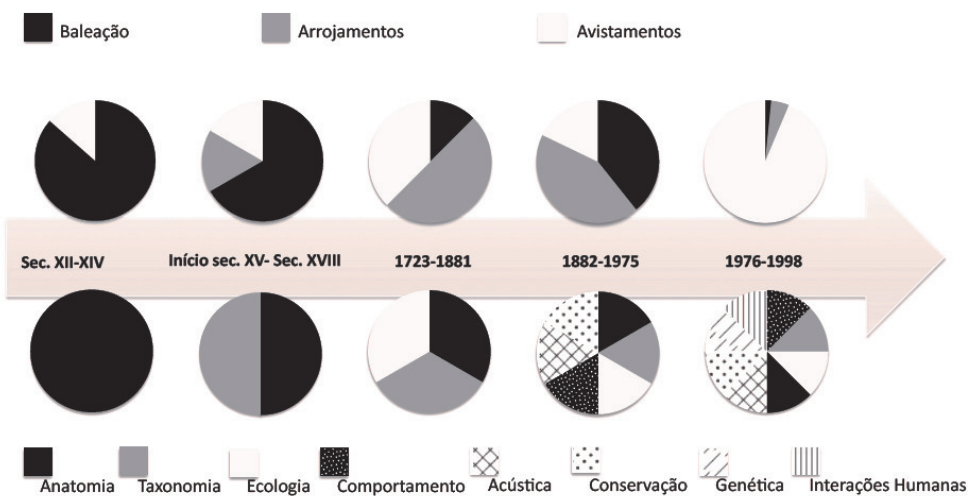 Baleação Arrojamentos Avistamentos
Sec. XII-XIV Início sec. XV- Sec. XVIII 1723-1881 1882-1975 1976-1998
Anatomia Taxonomia Ecologia Comportamento Acústica Conservação Genética Interações Humanas